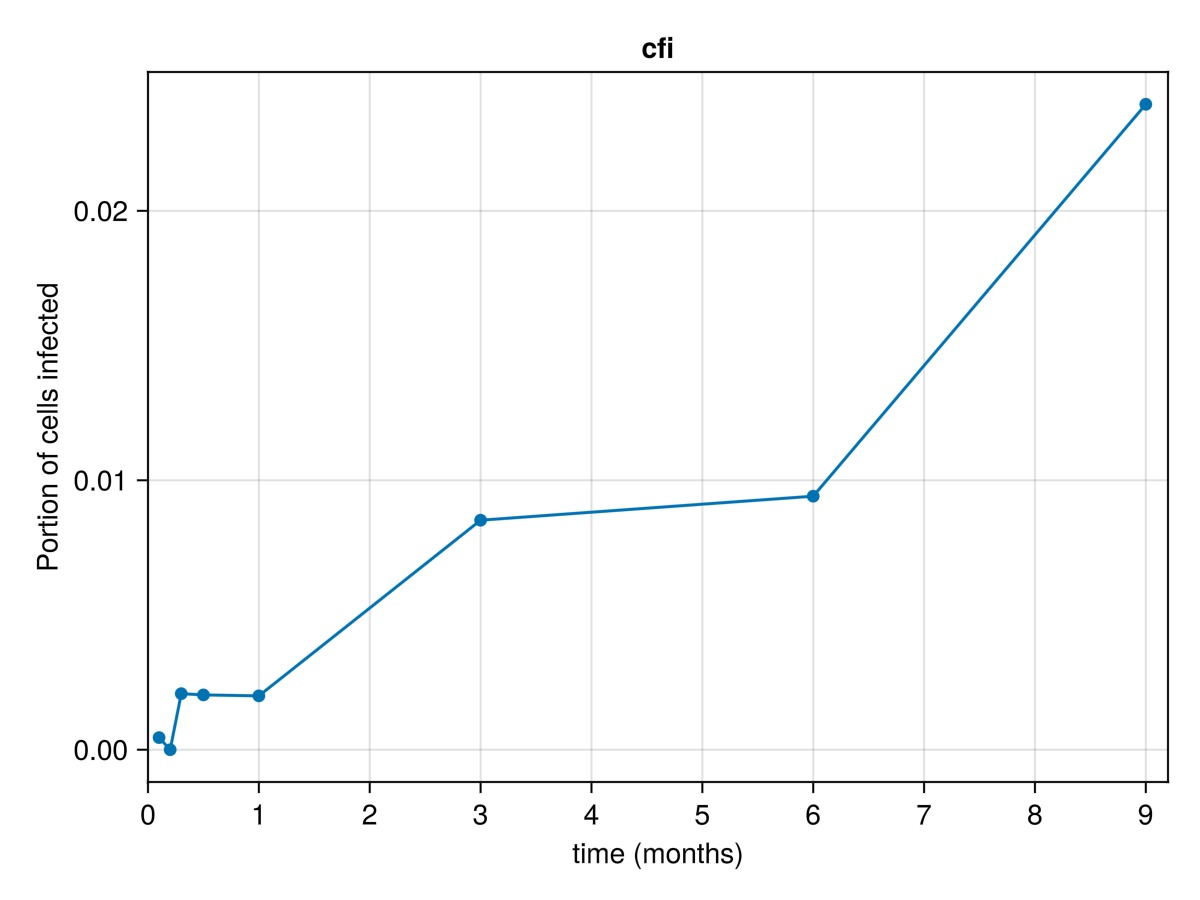 cfi
Portion of cells infected
0.02
0.01
0.00
0 1 2 3 4 5 6 7 8 9
time (months)